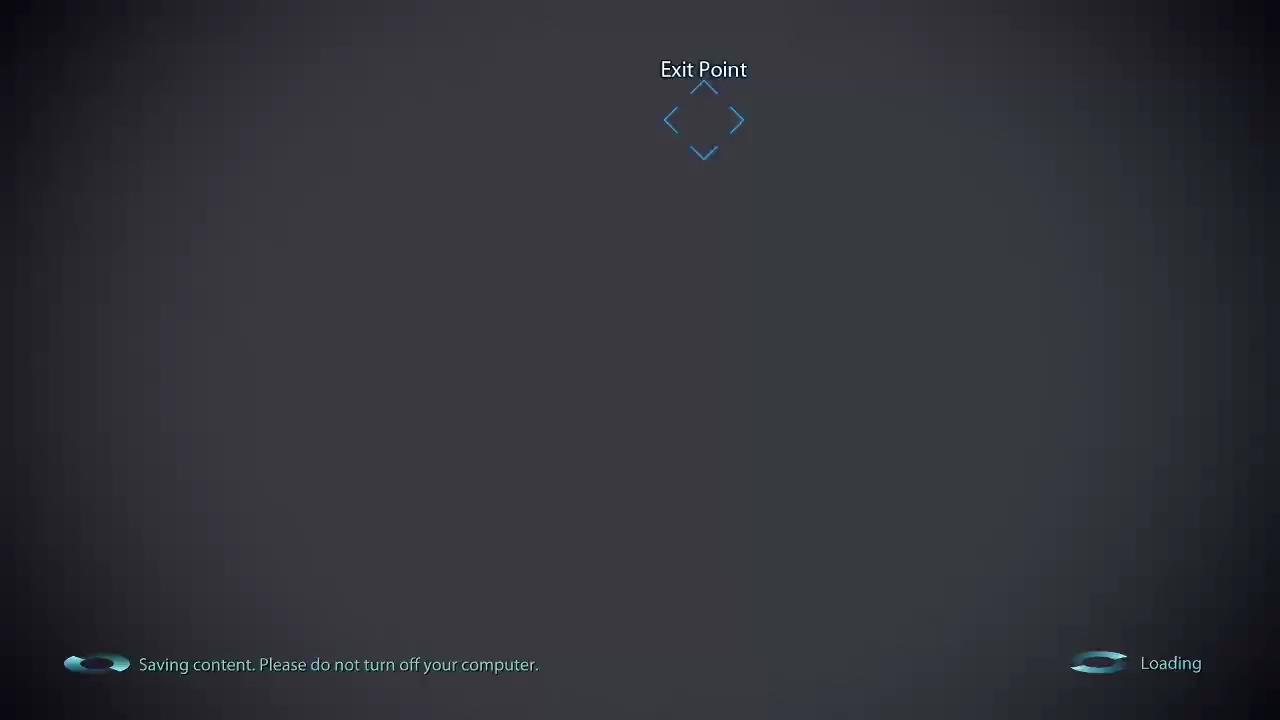 Exit Point
Saving content. Please do not turn off your computer.
Loading